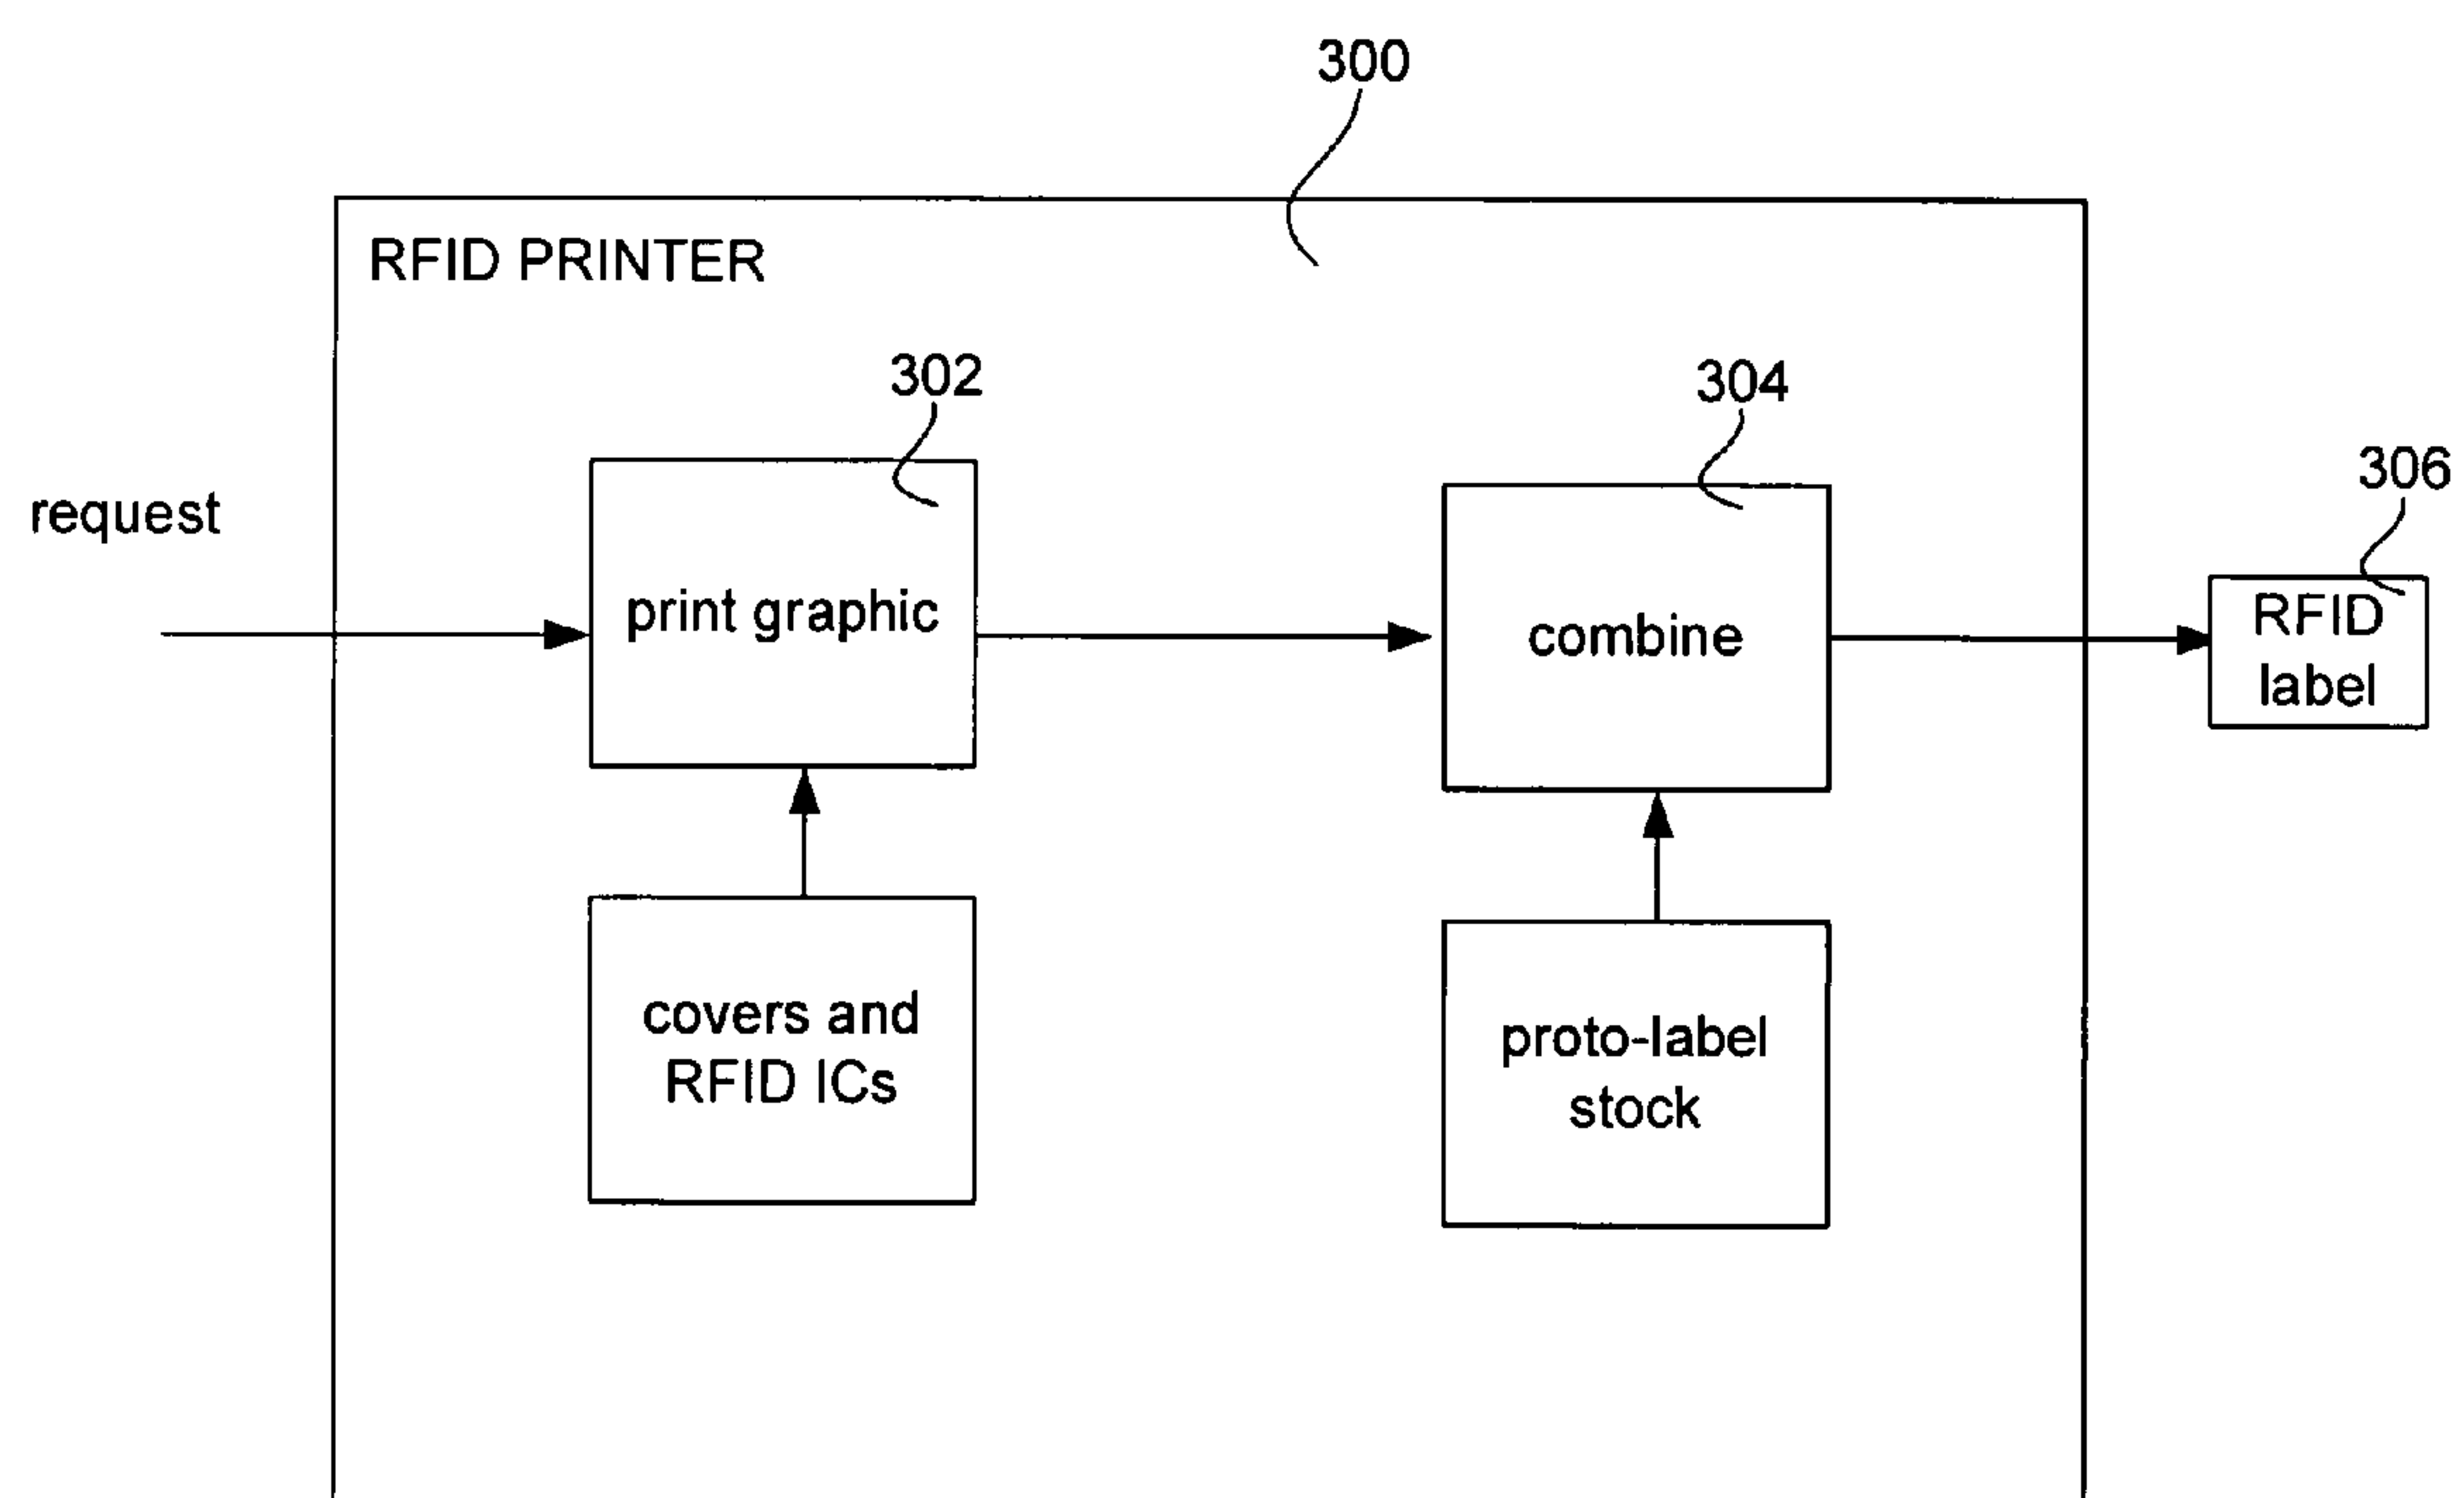 300
RFID PRINTER
302
304
306
request
print graphic
combine
RFID
label
covers and
RFID ICs
proto-label
stock